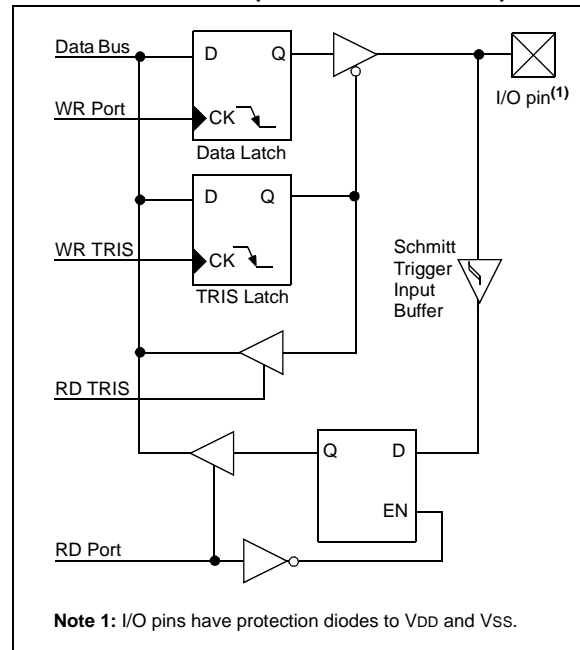 Data Bus
D Q
WR Port
CK
Data Latch
I/O pin(1)
D Q
WR TRIS
CK
TRIS Latch
Schmitt
Trigger
Input
Buffer
RD TRIS
Q D
EN
RD Port
Note 1: I/O pins have protection diodes to VDD and VSS.